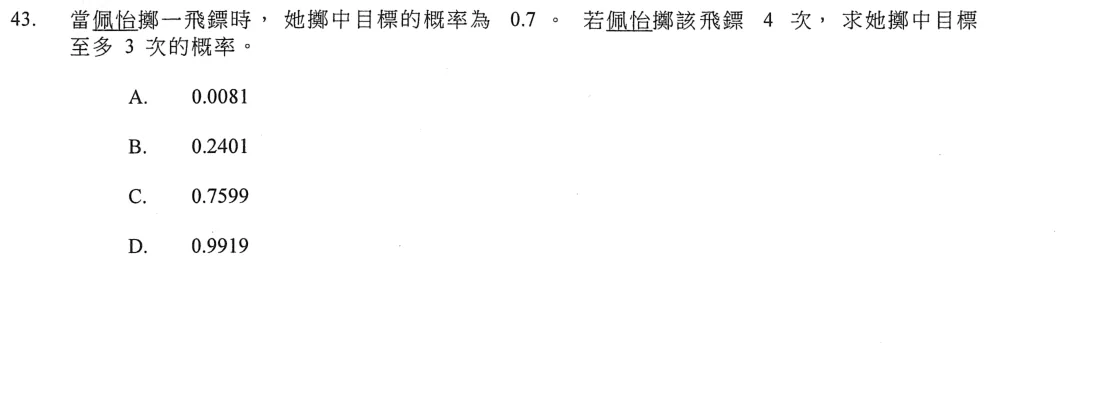 43. 當佩怡擲一飛鏢時， 她擲中目標的概率為 0.7 。 若佩怡擲該飛鏢 4 次， 求她擲中目標
至多 3 次的概率。
A. 0.0081
B. 0.2401
C. 0.7599
D. 0.9919